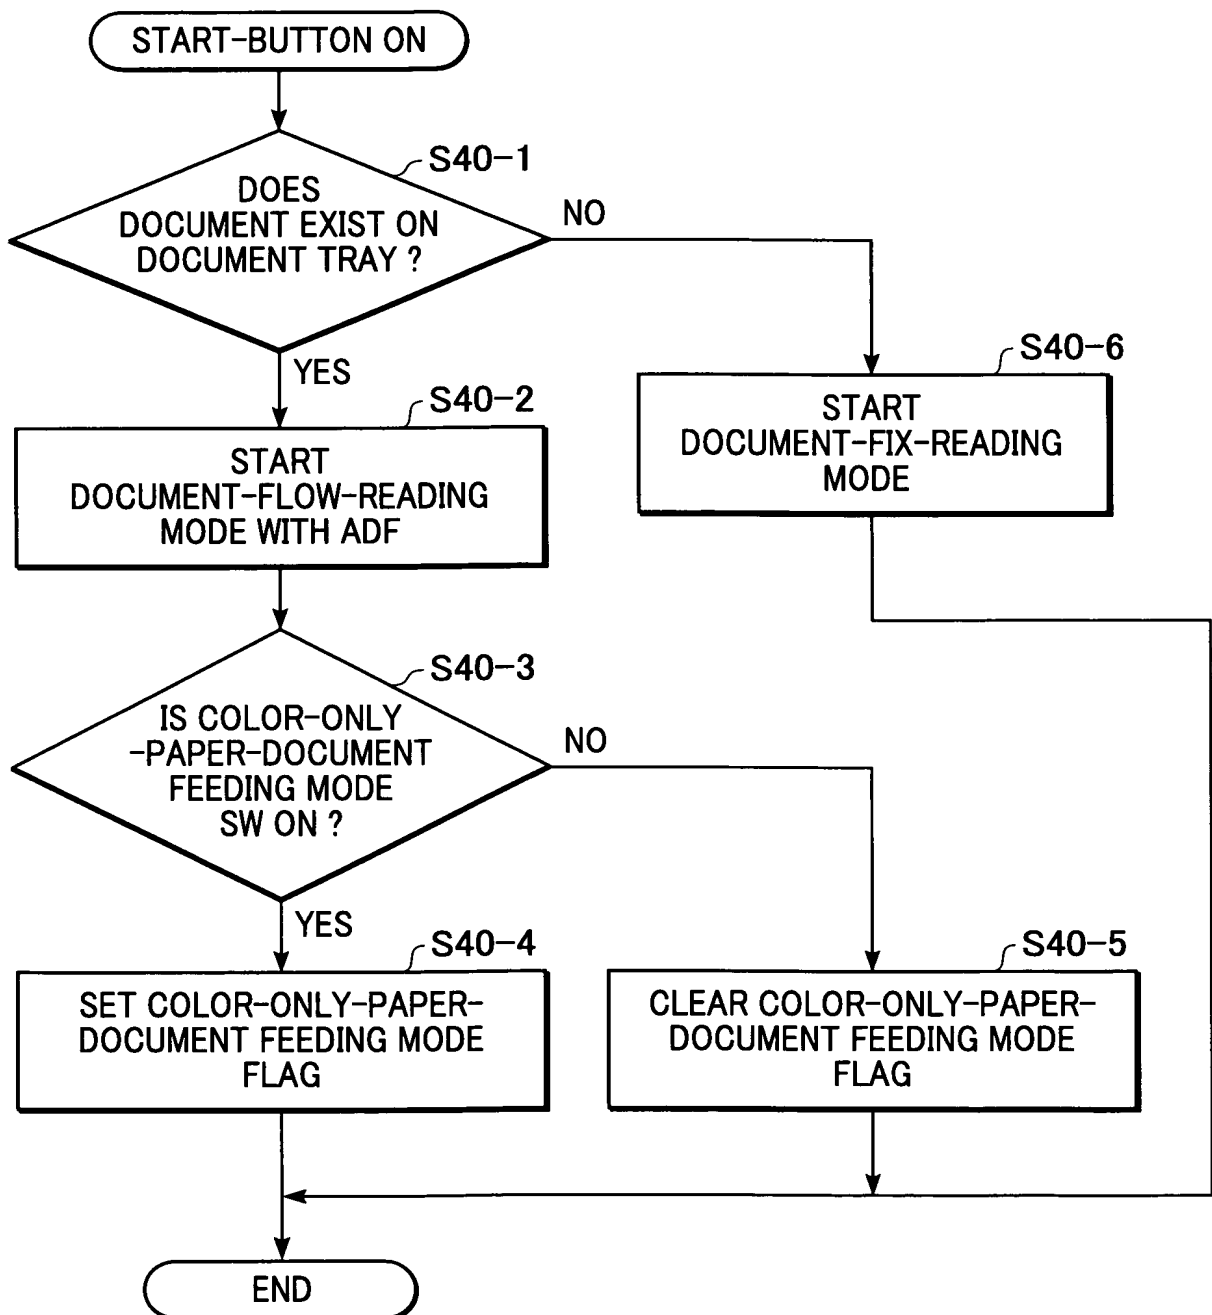 START-BUTTON ON
S40-1
DOES
DOCUMENT EXIST ON
DOCUMENT TRAY ?
NO
YES
S40-6
START
DOCUMENT-FIX-READING
MODE
S40-2
START
DOCUMENT-FLOW-READING
MODE WITH ADF
S40-3
IS COLOR-ONLY
-PAPER-DOCUMENT
FEEDING MODE
SW ON ?
NO
YES
S40-4
SET COLOR-ONLY-PAPER-
DOCUMENT FEEDING MODE
FLAG
S40-5
CLEAR COLOR-ONLY-PAPER-
DOCUMENT FEEDING MODE
FLAG
END